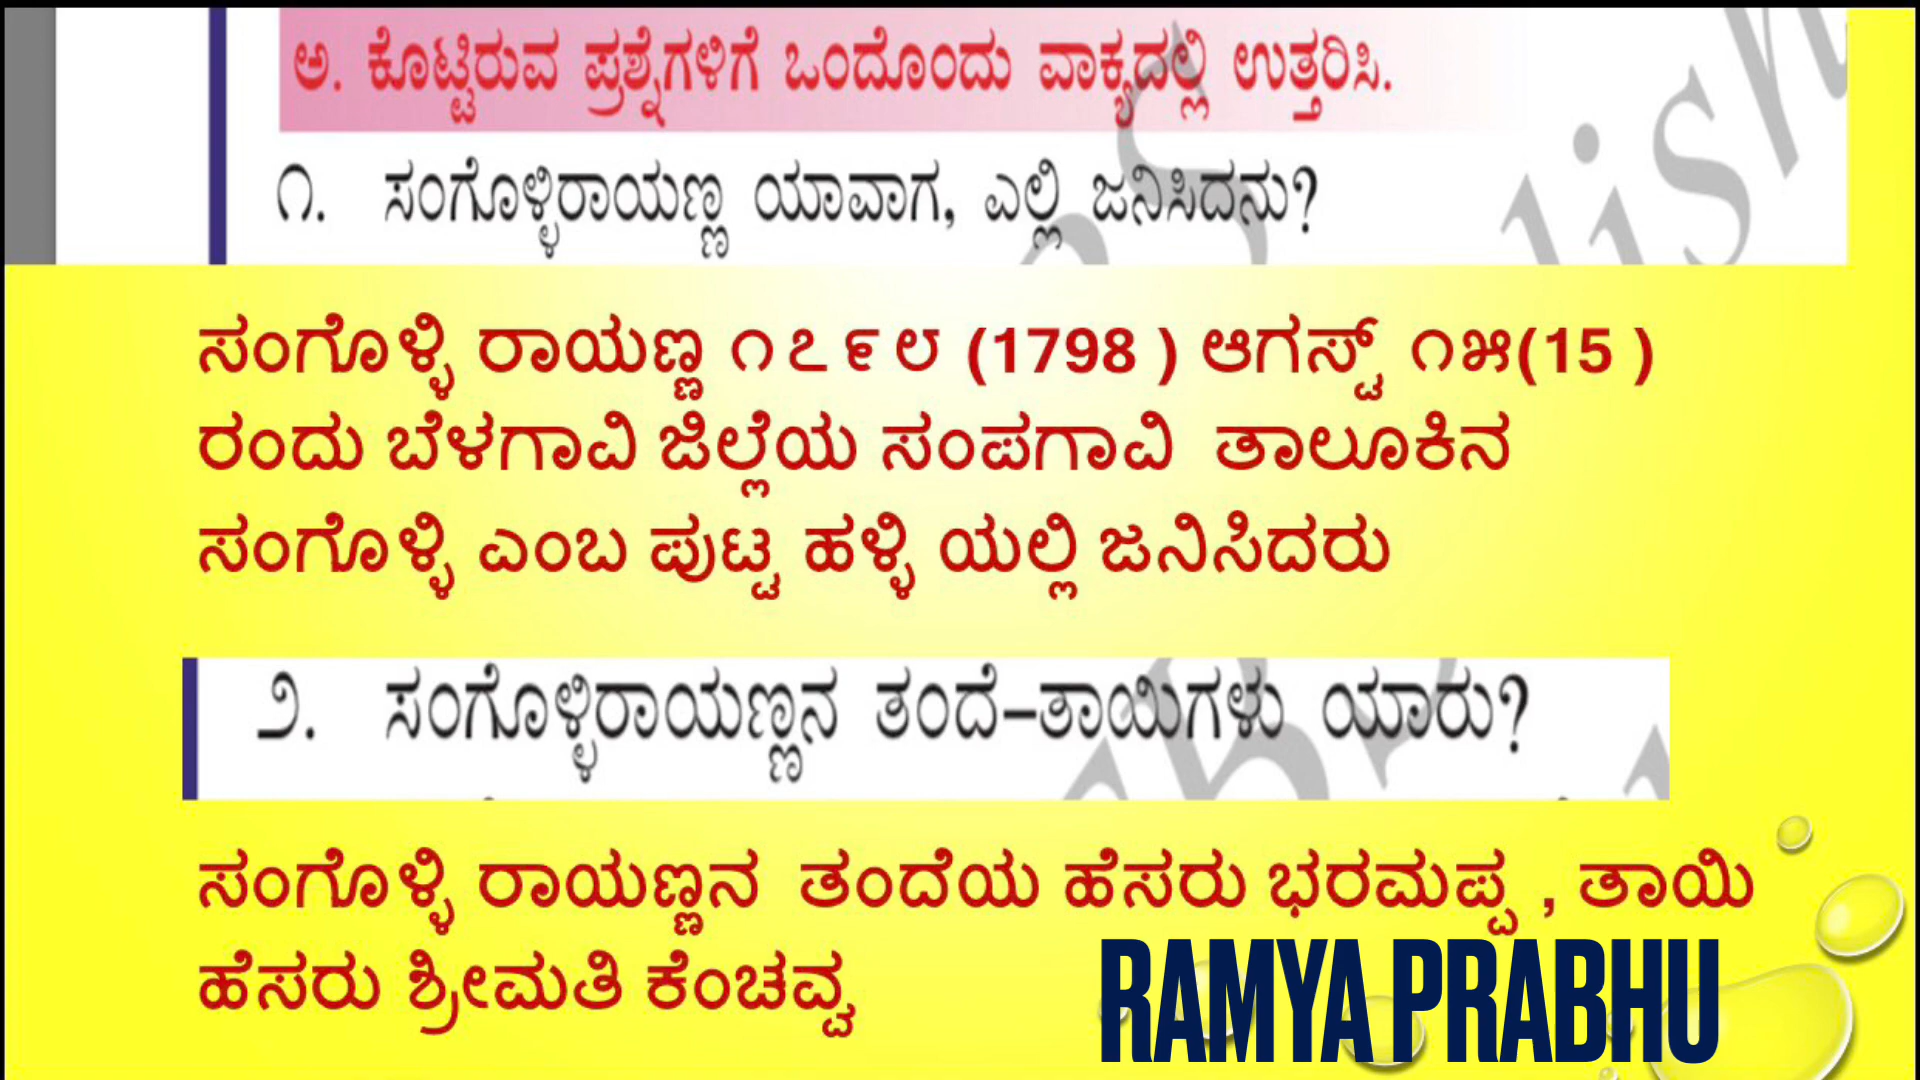 ಅ. ಕೊಟ್ಟಿರುವ ಪ್ರಶ್ನೆಗಳಿಗೆ ಒಂದೊಂದು ವಾಕ್ಯದಲ್ಲಿ ಉತ್ತರಿಸಿ.
೧. ಸಂಗೊಳ್ಳಿರಾಯಣ್ಣ ಯಾವಾಗ, ಎಲ್ಲಿ ಜನಿಸಿದನು?
ಸಂಗೊಳ್ಳಿ ರಾಯಣ್ಣ ೧೭೯೮ (1798 ) ಆಗಸ್ಟ್ ೧೫(15 )
ರಂದು ಬೆಳಗಾವಿ ಜಿಲ್ಲೆಯ ಸಂಪಗಾವಿ ತಾಲೂಕಿನ
ಸಂಗೊಳ್ಳಿ ಎಂಬ ಪುಟ್ಟ ಹಳ್ಳಿ ಯಲ್ಲಿ ಜನಿಸಿದರು
೨. ಸಂಗೊಳ್ಳಿರಾಯಣ್ಣನ ತಂದೆ–ತಾಯಿಗಳು ಯಾರು?
ಸಂಗೊಳ್ಳಿ ರಾಯಣ್ಣನ ತಂದೆಯ ಹೆಸರು ಭರಮಪ್ಪ , ತಾಯಿ
ಹೆಸರು ಶ್ರೀಮತಿ ಕೆಂಚವ್ವ
RAMYA PRABHU